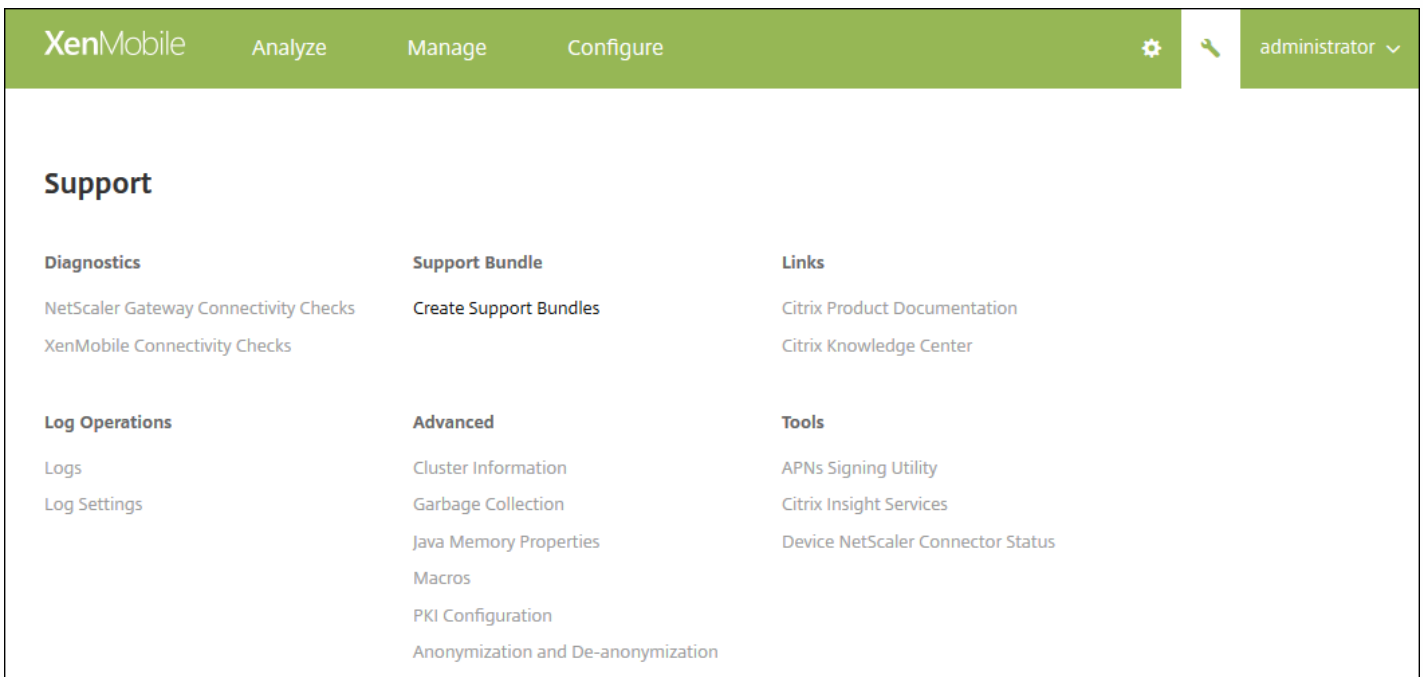 XenMobile Analyze Manage Configure administrator
Support
Diagnostics
NetScaler Gateway Connectivity Checks
XenMobile Connectivity Checks
Support Bundle
Create Support Bundles
Links
Citrix Product Documentation
Citrix Knowledge Center
Log Operations
Logs
Log Settings
Advanced
Cluster Information
Garbage Collection
Java Memory Properties
Macros
PKI Configuration
Anonymization and De-anonymization
Tools
APNs Signing Utility
Citrix Insight Services
Device NetScaler Connector Status